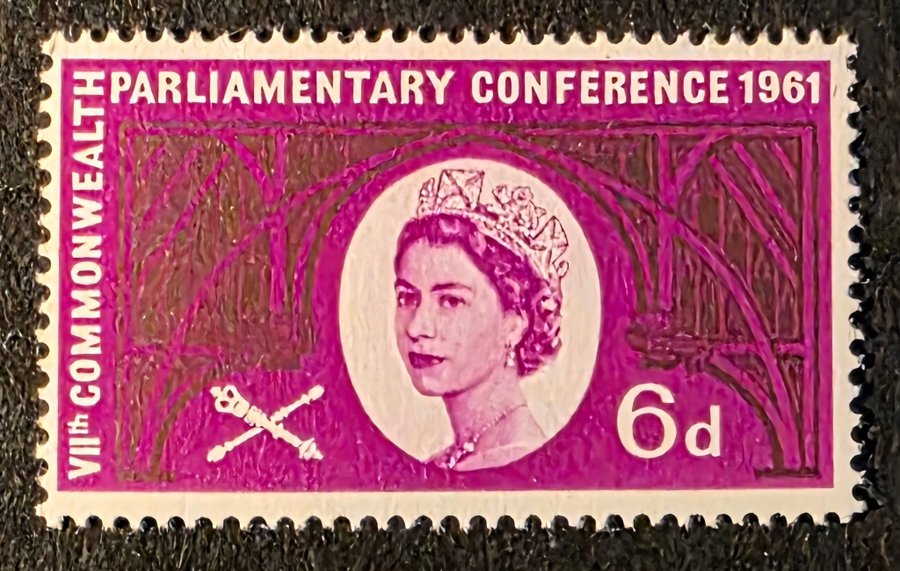 VIIth COMMONWEALTH
PARLIAMENTARY CONFERENCE 1961
6d